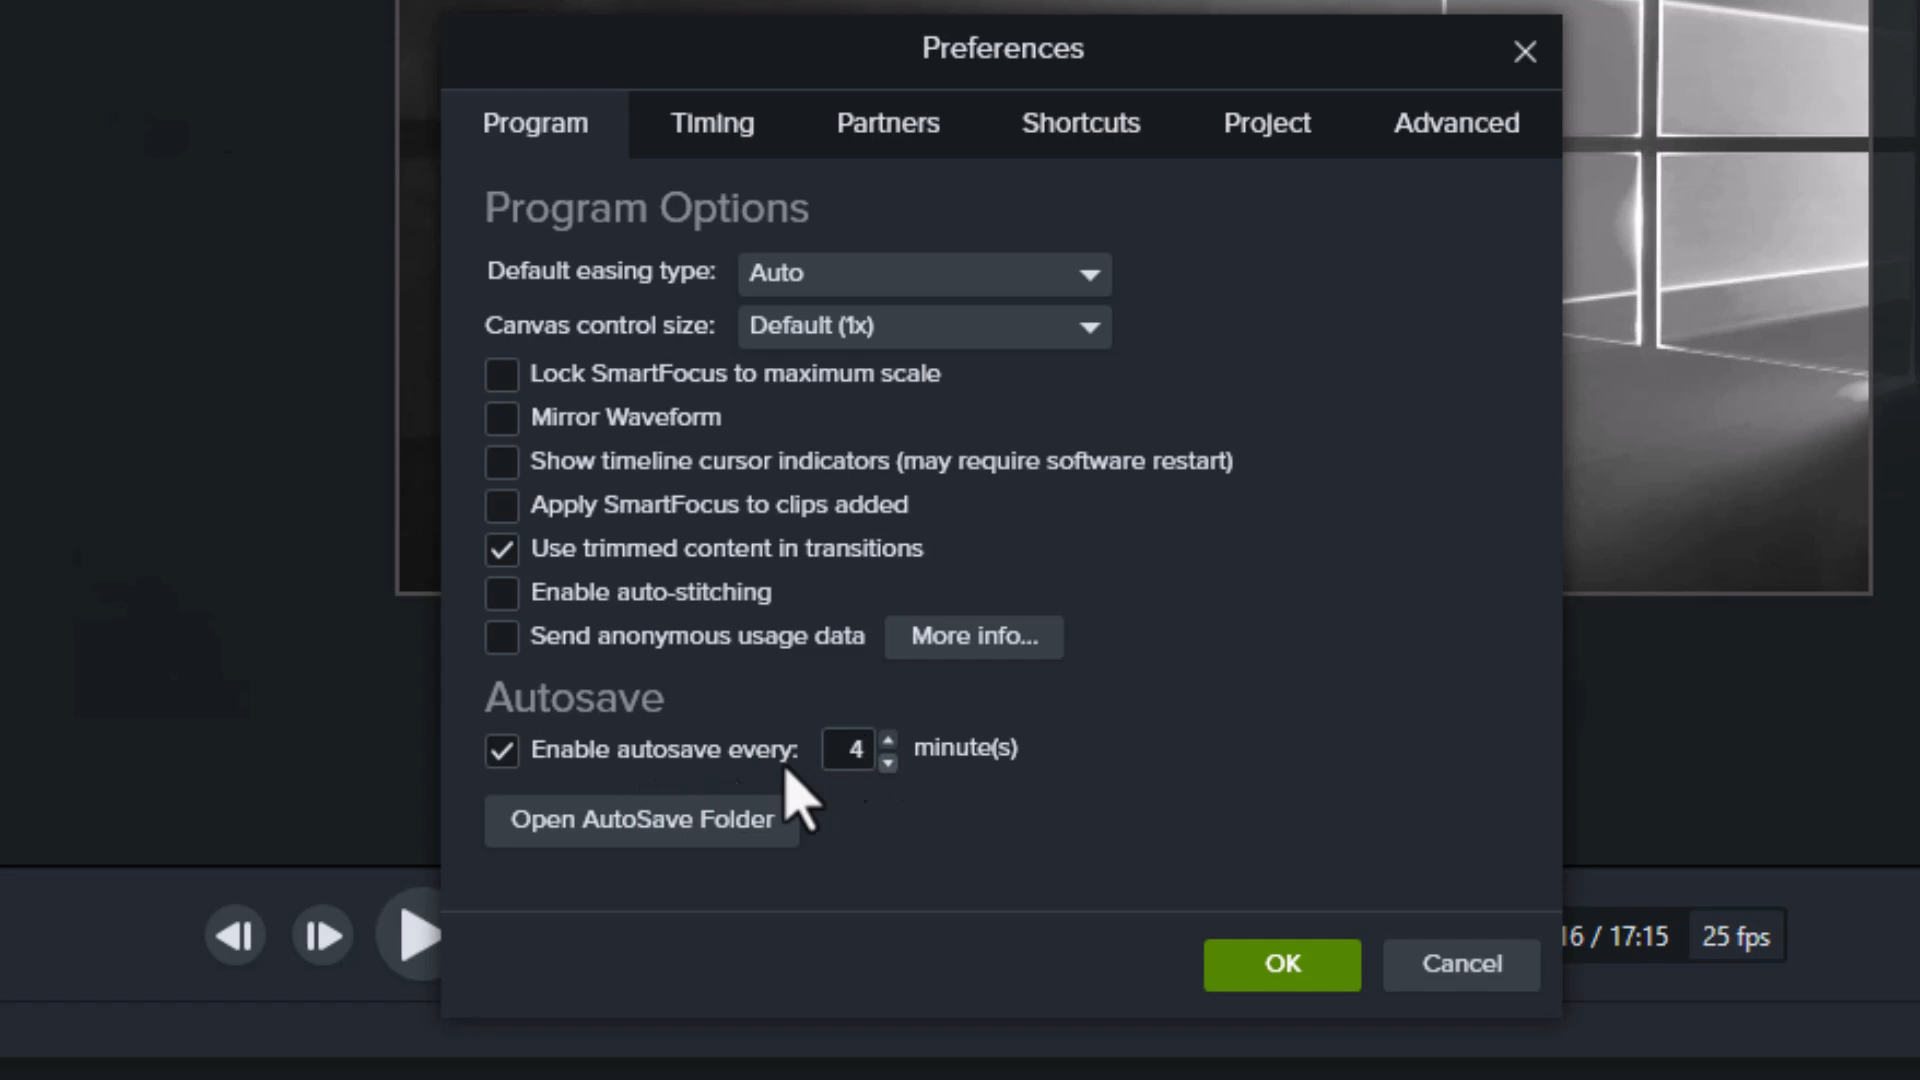 Preferences
Program Timing Partners Shortcuts Project Advanced
Program Options
Default easing type: Auto
Canvas control size: Default (1x)
Lock SmartFocus to maximum scale
Mirror Waveform
Show timeline cursor indicators (may require software restart)
Apply SmartFocus to clips added
Use trimmed content in transitions
Enable auto-stitching
Send anonymous usage data More info...
Autosave
Enable autosave every: 4 minute(s)
Open AutoSave Folder
16 / 17:15 25 fps
OK Cancel